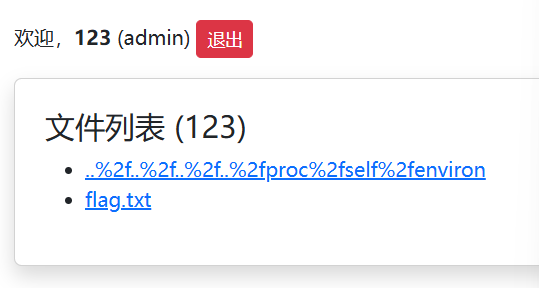 欢迎，123 (admin) 退出
文件列表 (123)
..%2f..%2f..%2f..%2fproc%2fself%2fenviron
flag.txt